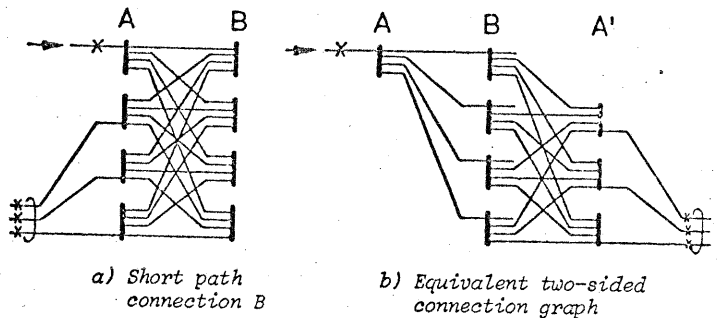 A B
A B A'
a) Short path
connection B
b) Equivalent two-sided
connection graph